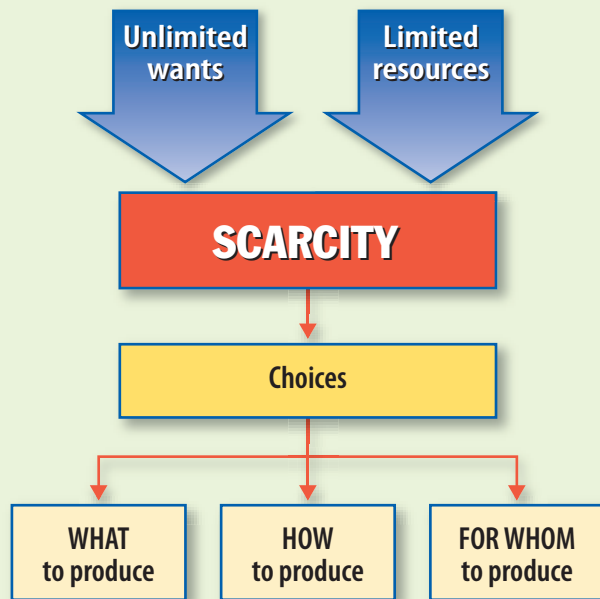 Unlimited
wants
Limited
resources
SCARCITY
Choices
WHAT
to produce
HOW
to produce
FOR WHOM
to produce